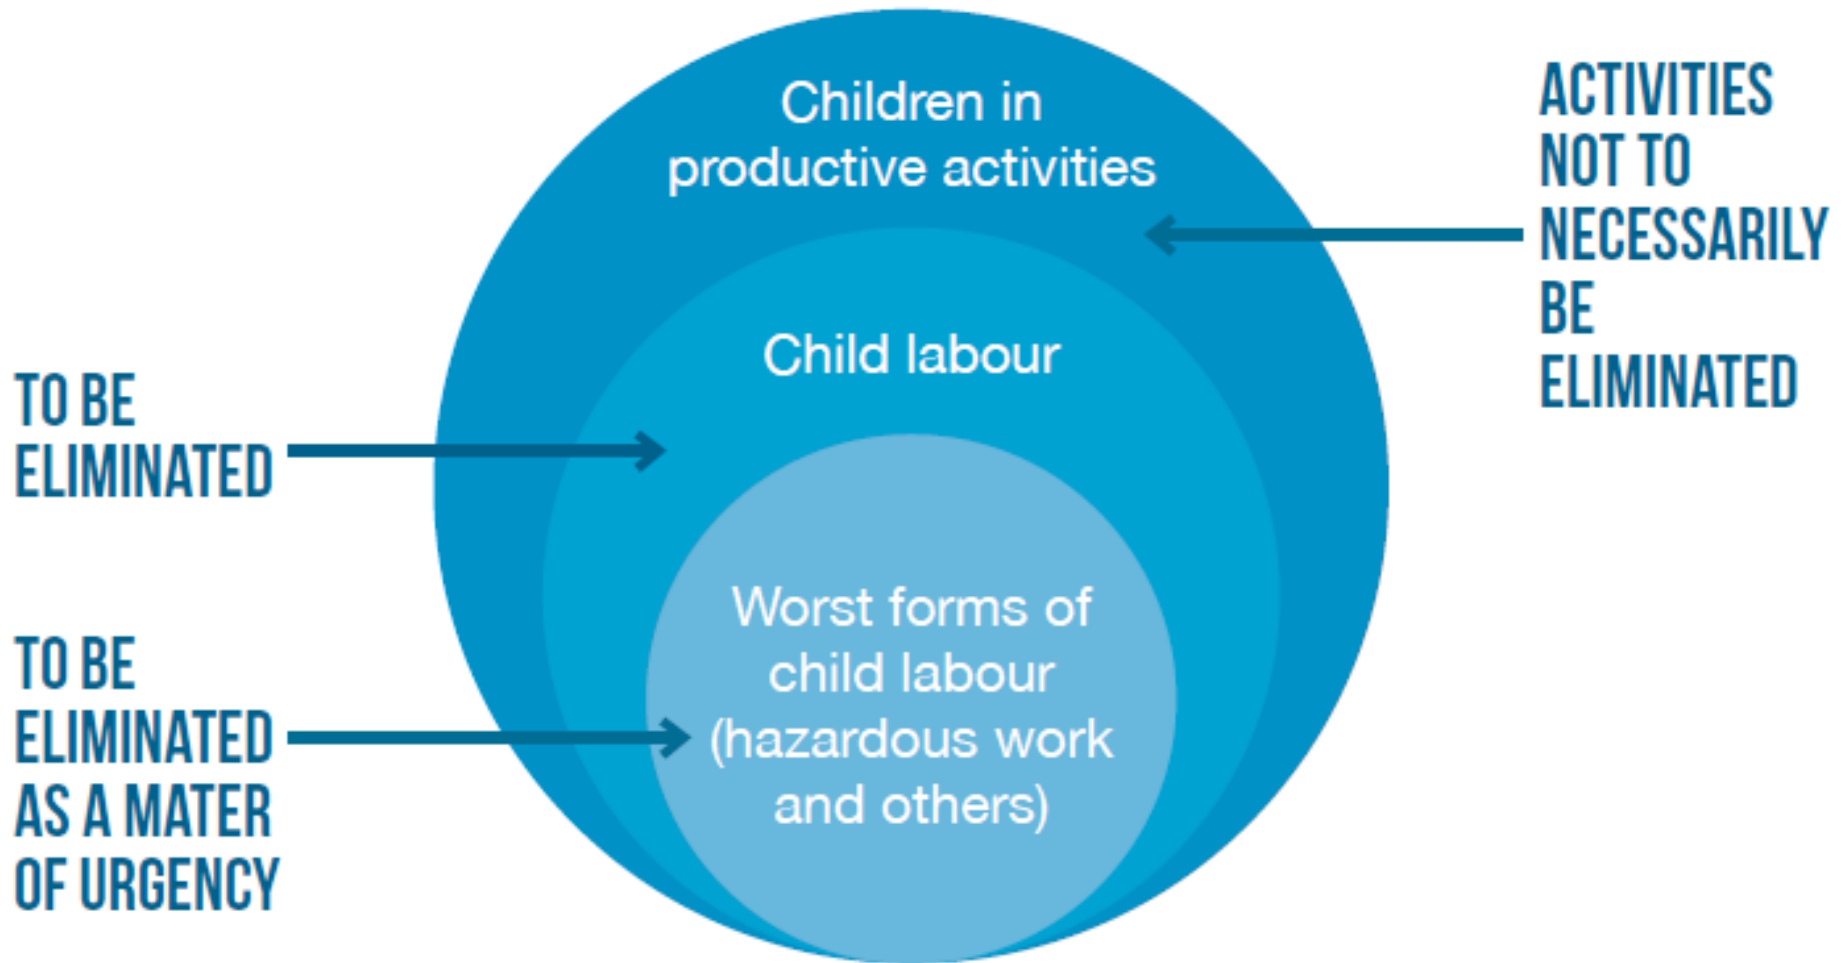 Children in
productive activities
ACTIVITIES
NOT TO
NECESSARILY
BE
ELIMINATED
Child labour
TO BE
ELIMINATED
Worst forms of
child labour
(hazardous work
and others)
TO BE
ELIMINATED
AS A MATER
OF URGENCY